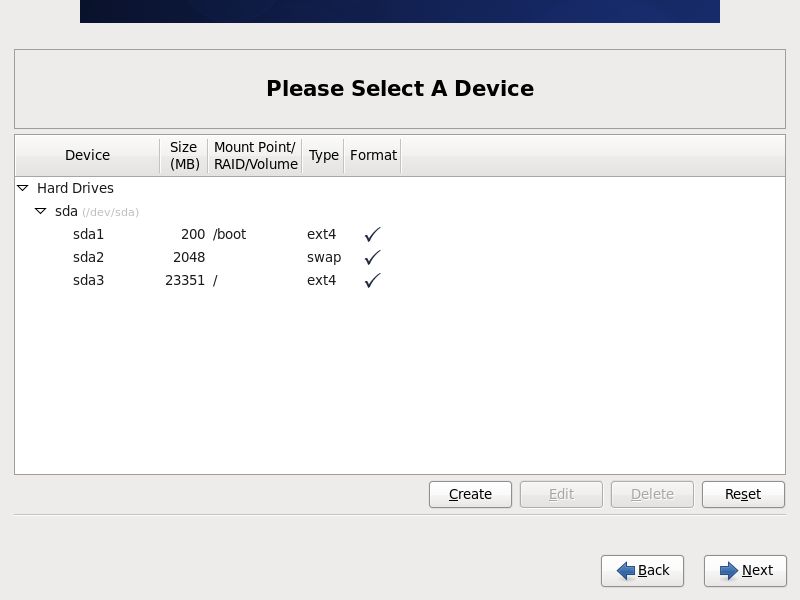 Please Select A Device
Device Size (MB) Mount Point/ RAID/Volume Type Format
Hard Drives
sda (/dev/sda)
sda1 200 /boot ext4 ✓
sda2 2048 swap ✓
sda3 23351 / ext4 ✓
Create Edit Delete Reset
Back Next